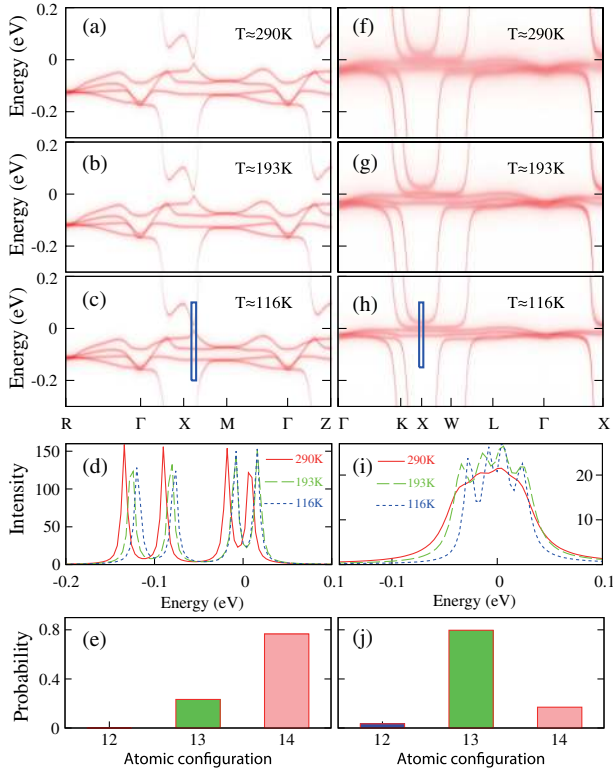 (a) T≈290K
0.2
0
-0.2
Energy (eV)
(f) T≈290K
(b) T≈193K
0.2
0
-0.2
Energy (eV)
(g) T≈193K
(c) T≈116K
0.2
0
-0.2
Energy (eV)
(h) T≈116K
R Γ X M Γ Z
Γ K X W L Γ X
(d)
290K
193K
116K
150
100
50
0
Intensity
-0.2 -0.1 0 0.1
Energy (eV)
(i)
290K
193K
116K
20
10
-0.1 0 0.1
Energy (eV)
(e)
0.8
0.4
0
Probability
12 13 14
Atomic configuration
(j)
12 13 14
Atomic configuration